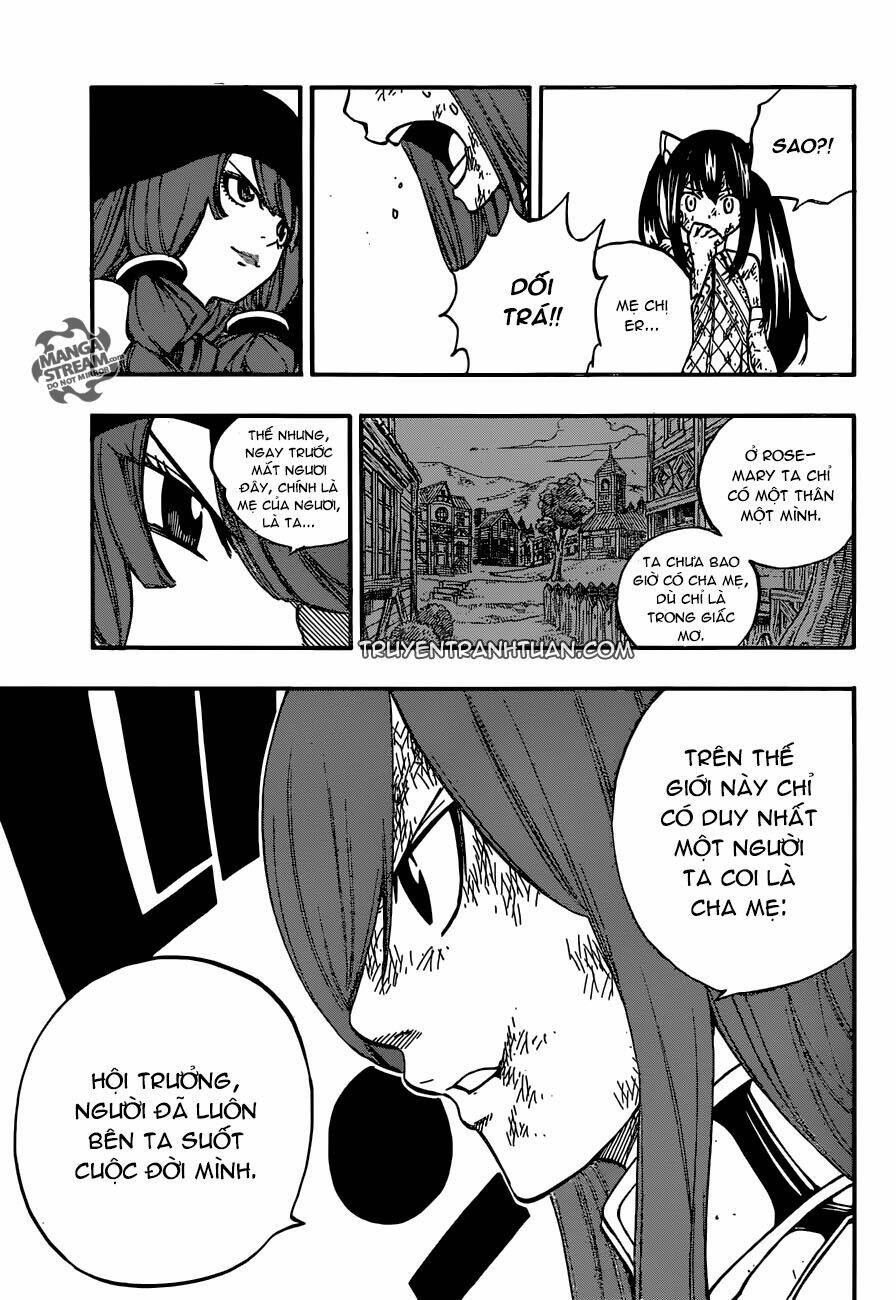 SAO?!
MẸ CHỊ
ER...
DỐI
TRÁ!!
MANGA
STREAM.com
DO NOT MIRROR
Ở ROSE-
MARY TA CHỈ
CÓ MỘT THÂN
MỘT MÌNH.
TA CHƯA BAO
GIỜ CÓ CHA MẸ,
DÙ CHỈ LÀ
TRONG GIẤC
MƠ.
THẾ NHƯNG,
NGAY TRƯỚC
MẮT NGƯƠI
ĐÂY, CHÍNH LÀ
MẸ CỦA NGƯƠI,
LÀ TA...
TRUYENTRANHTUAN.COM
TRÊN THẾ
GIỚI NÀY CHỈ
CÓ DUY NHẤT
MỘT NGƯỜI
TA COI LÀ
CHA MẸ:
HỘI TRƯỞNG,
NGƯỜI ĐÃ LUÔN
BÊN TA SUỐT
CUỘC ĐỜI MÌNH.